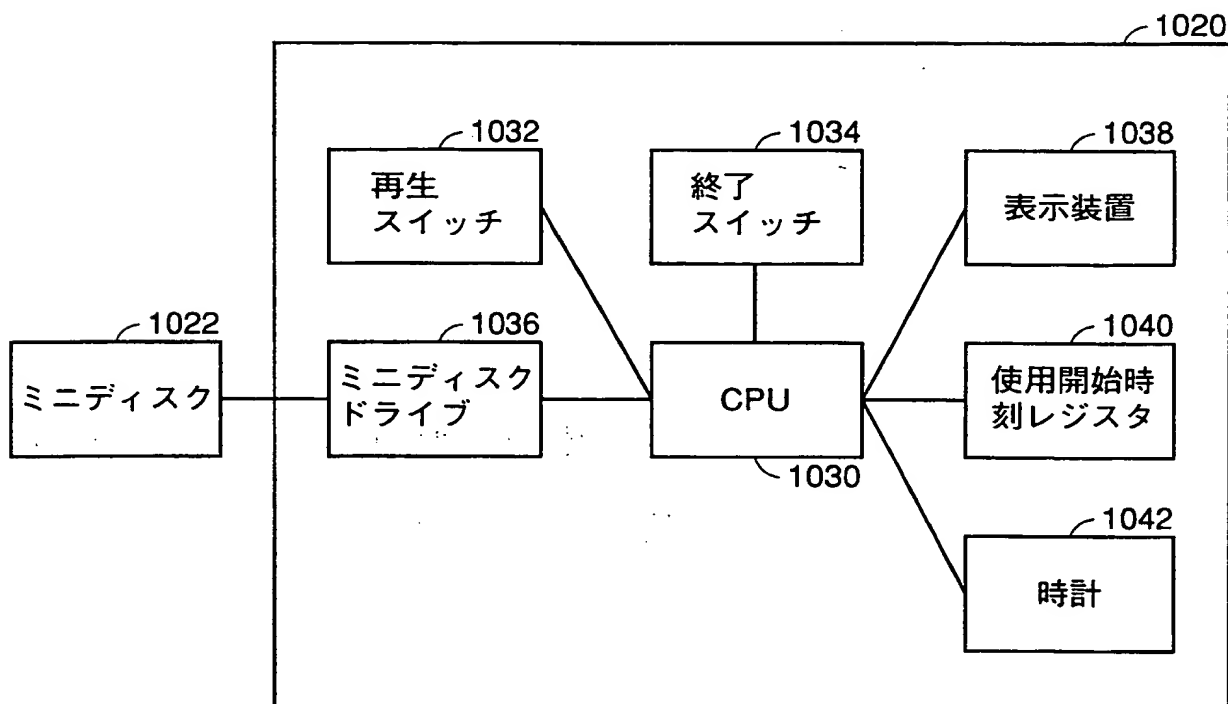 1020
1032
再生
スイッチ
1034
終了
スイッチ
1038
表示装置
1022
ミニディスク
1036
ミニディスク
ドライブ
CPU
1030
1040
使用開始時
刻レジスタ
1042
時計